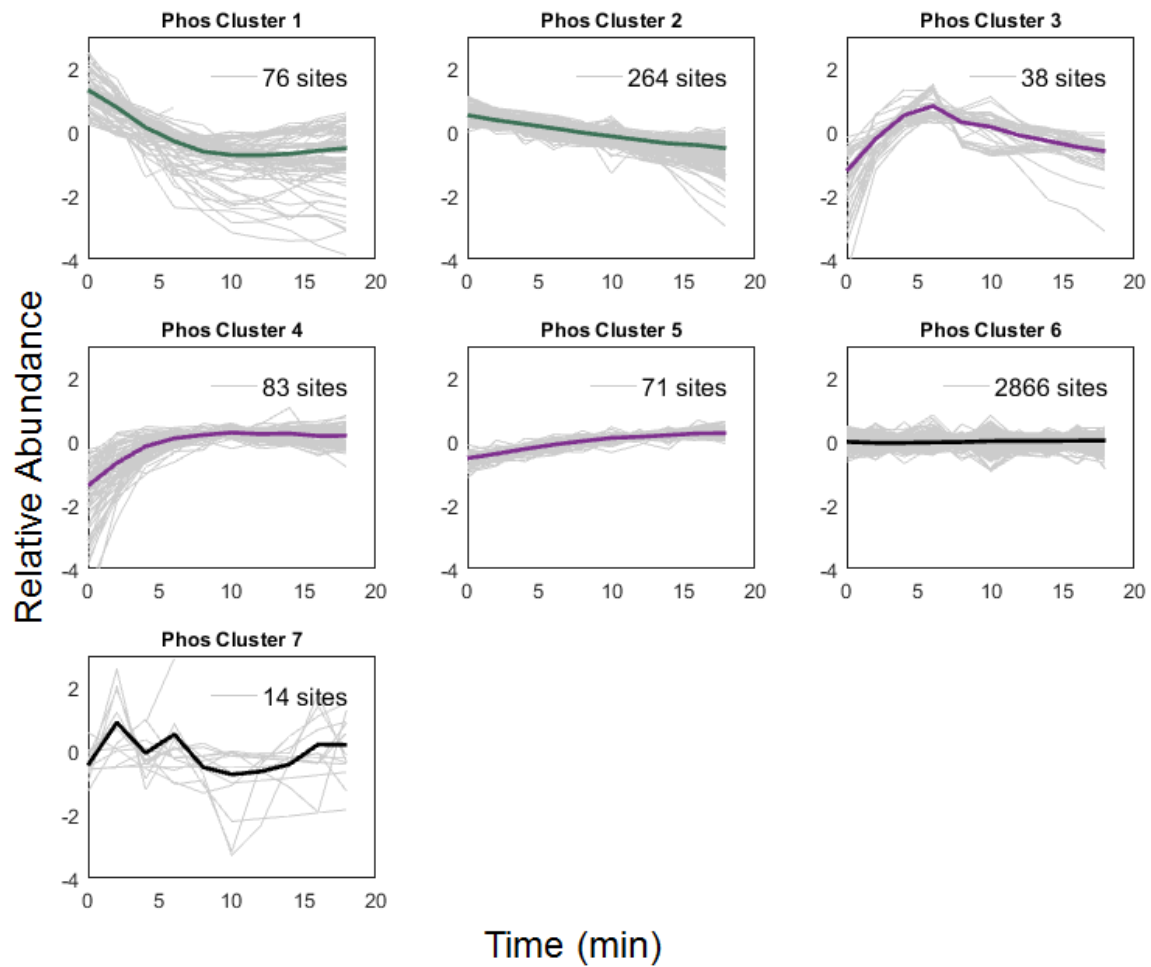 Phos Cluster 1
Phos Cluster 2
Phos Cluster 3
2
0
-2
-4
76 sites
0 5 10 15 20
2
0
-2
-4
264 sites
0 5 10 15 20
2
0
-2
-4
38 sites
0 5 10 15 20
Phos Cluster 4
Phos Cluster 5
Phos Cluster 6
2
0
-2
-4
83 sites
0 5 10 15 20
2
0
-2
-4
71 sites
0 5 10 15 20
2
0
-2
-4
2866 sites
0 5 10 15 20
Relative Abundance
Phos Cluster 7
2
0
-2
-4
14 sites
0 5 10 15 20
Time (min)